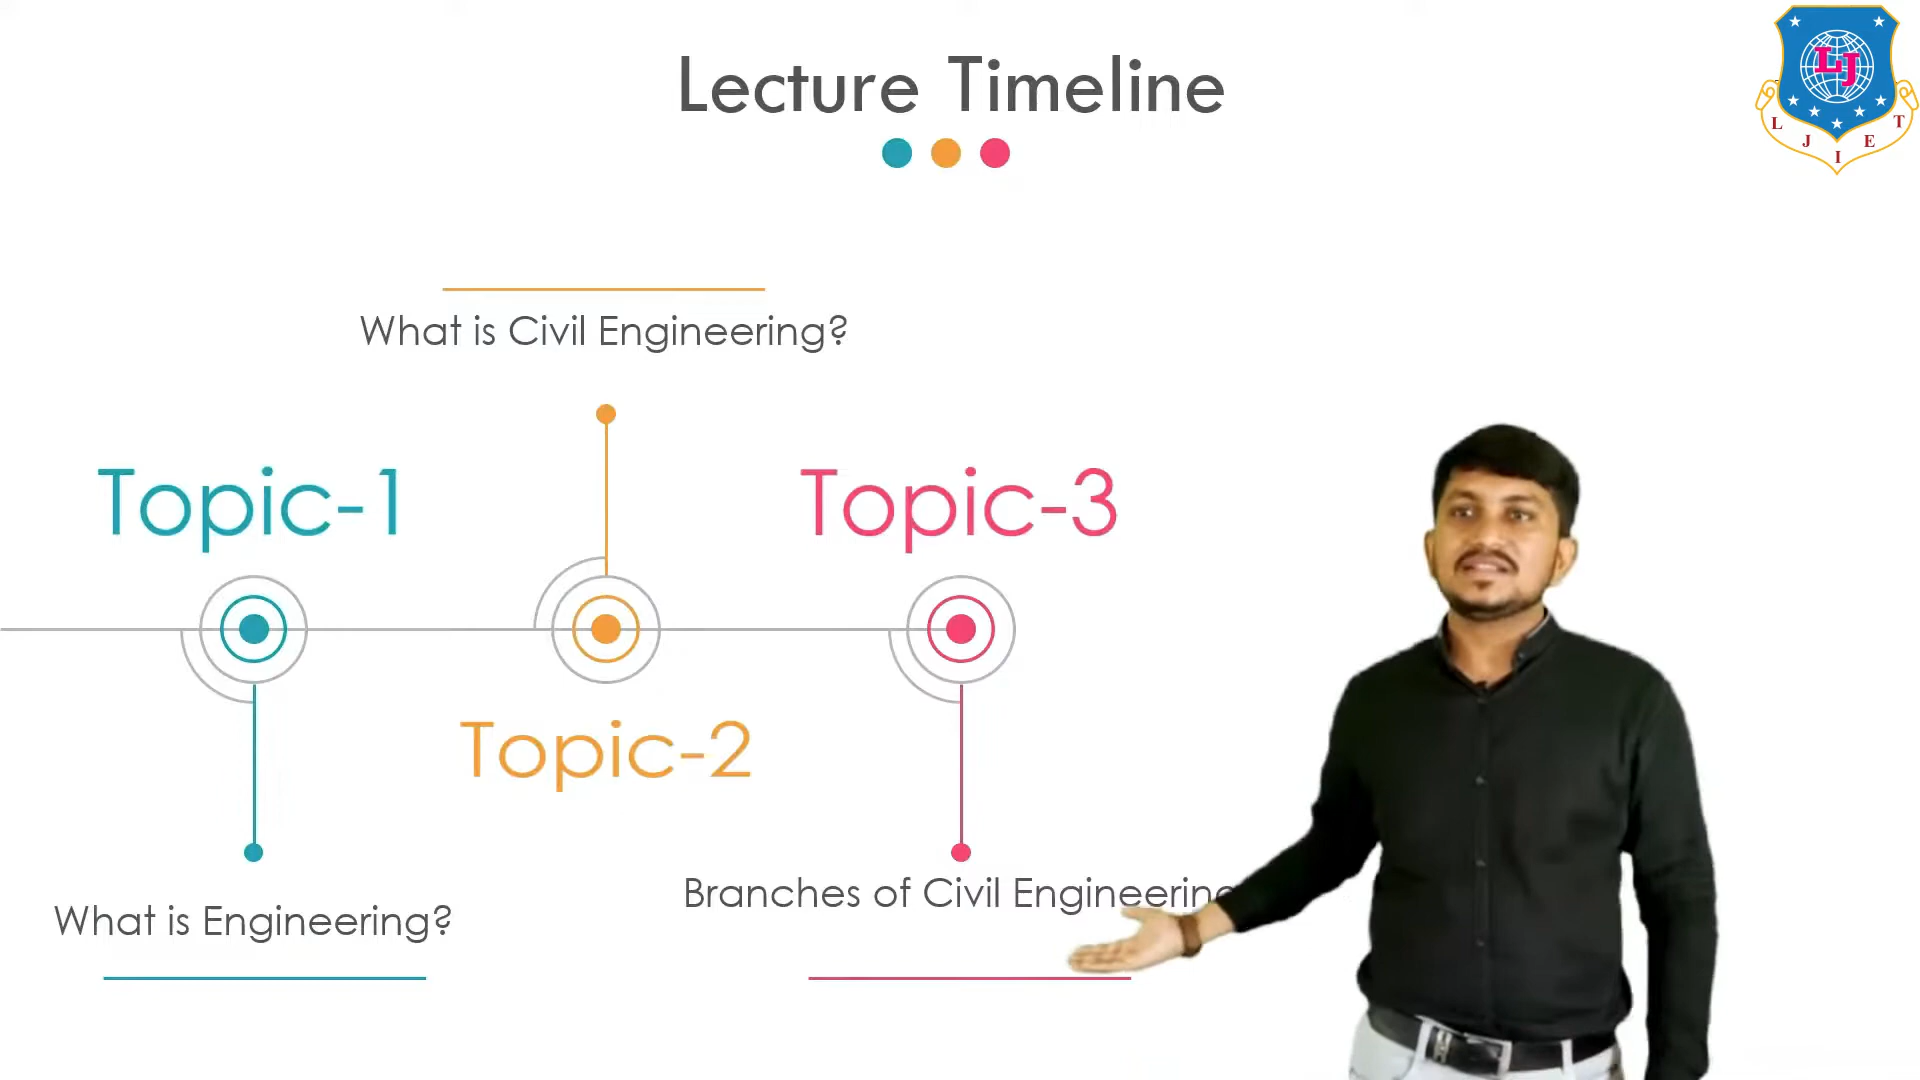 Lecture Timeline
LJ
L J I E T
What is Civil Engineering?
Topic-1
Topic-3
Topic-2
What is Engineering?
Branches of Civil Engineering